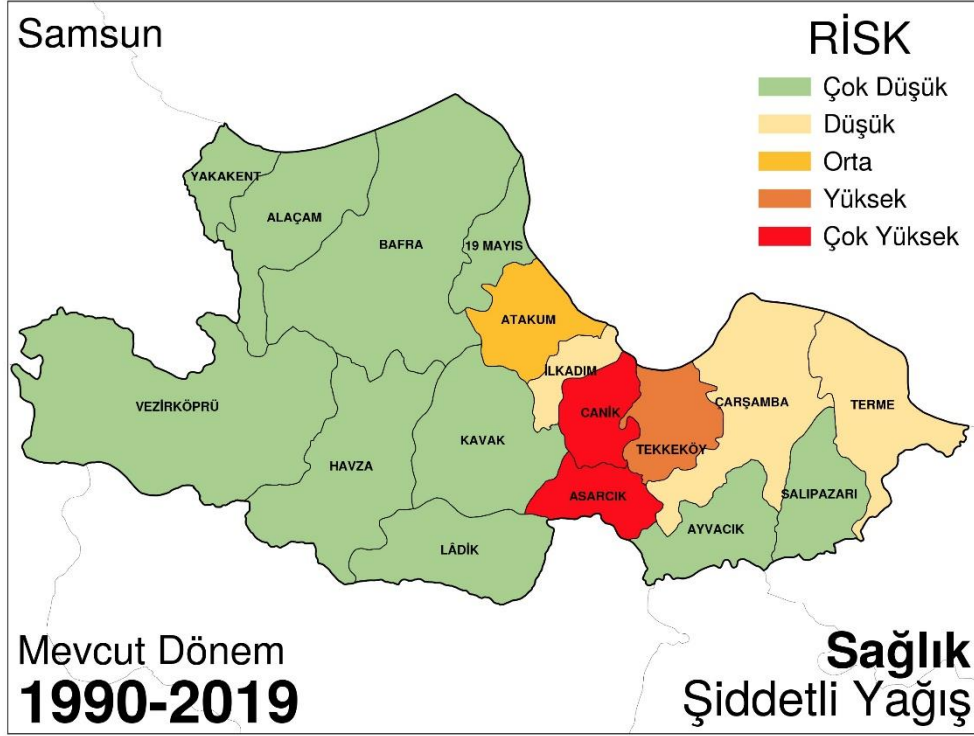 Samsun
RİSK
Çok Düşük
Düşük
Orta
Yüksek
Çok Yüksek
YAKAKENT
ALAÇAM
BAFRA
19 MAYIS
ATAKUM
İLKADIM
VEZİRKÖPRÜ
HAVZA
KAVAK
CANİK
TEKKEKÖY
ÇARŞAMBA
TERME
ASARCIK
SALIPAZARI
AYVACIK
LÂDİK
Mevcut Dönem
1990-2019
Sağlık
Şiddetli Yağış